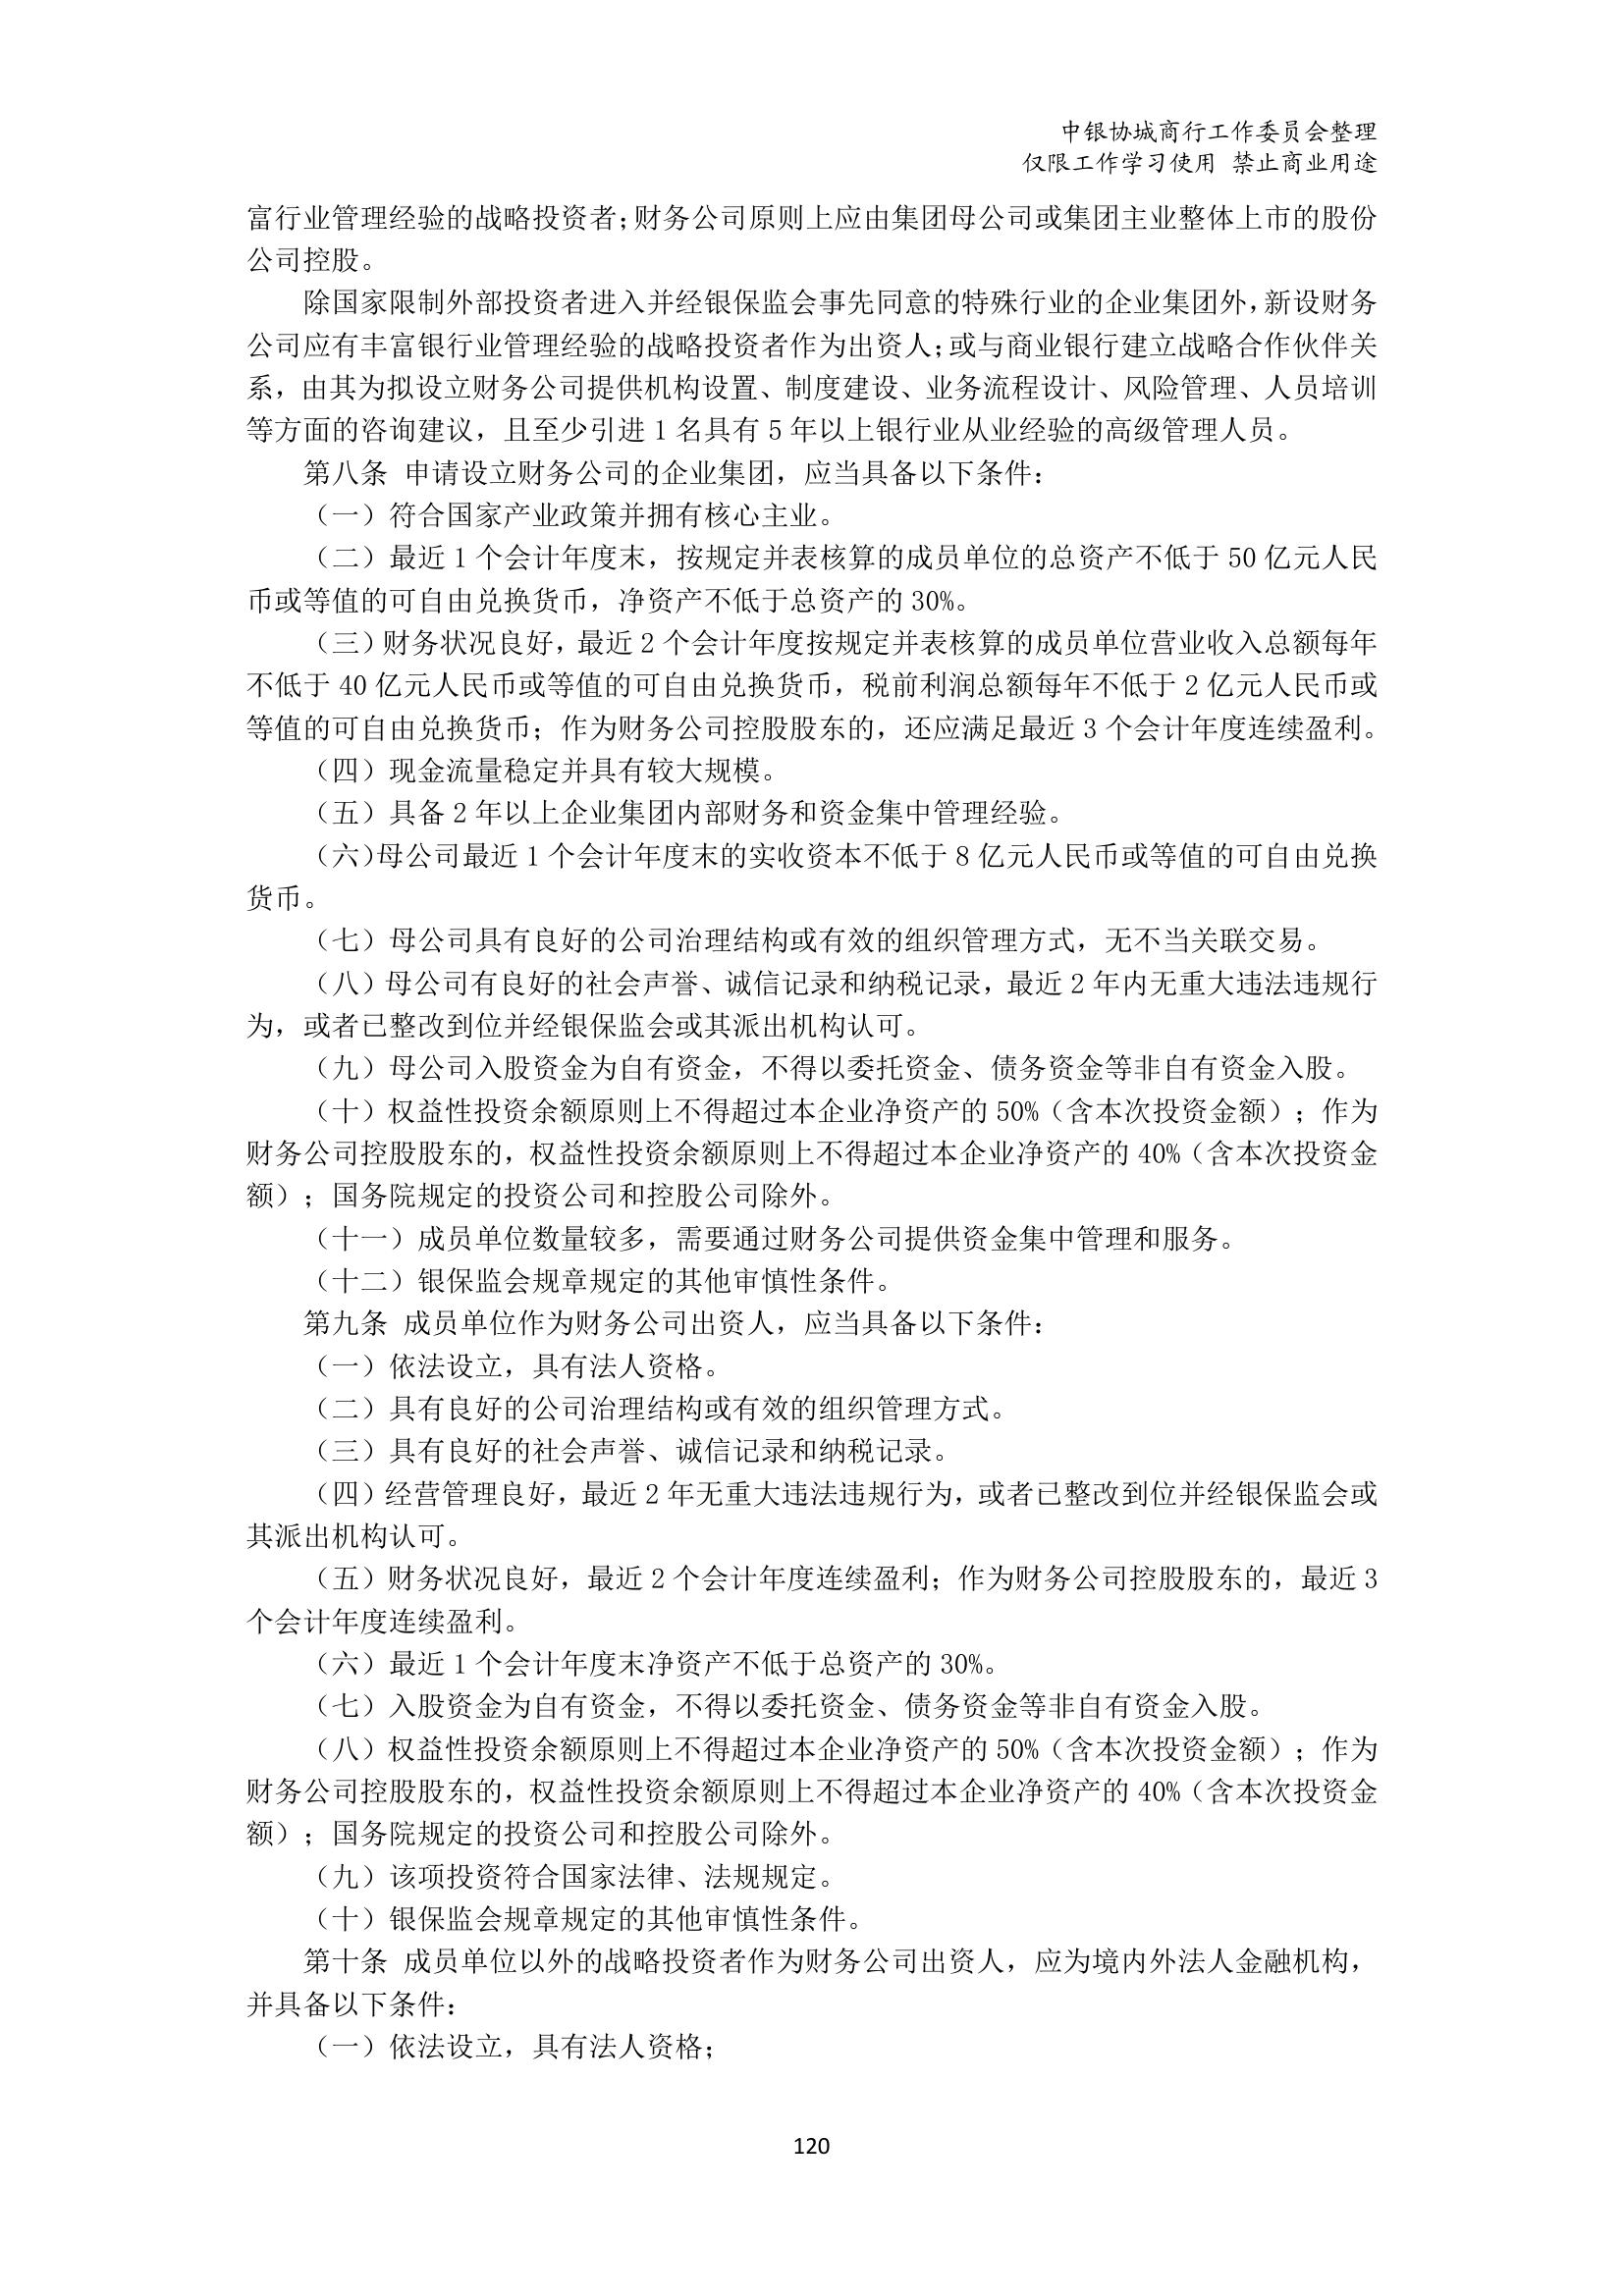 中银协城商行工作委员会整理
仅限工作学习使用 禁止商业用途
富行业管理经验的战略投资者;财务公司原则上应由集团母公司或集团主业整体上市的股份
公司控股。
除国家限制外部投资者进入并经银保监会事先同意的特殊行业的企业集团外,新设财务
公司应有丰富银行业管理经验的战略投资者作为出资人;或与商业银行建立战略合作伙伴关
系，由其为拟设立财务公司提供机构设置、制度建设、业务流程设计、风险管理、人员培训
等方面的咨询建议，且至少引进 1 名具有 5 年以上银行业从业经验的高级管理人员。
第八条 申请设立财务公司的企业集团，应当具备以下条件：
（一）符合国家产业政策并拥有核心主业。
（二）最近 1 个会计年度末，按规定并表核算的成员单位的总资产不低于 50 亿元人民
币或等值的可自由兑换货币，净资产不低于总资产的 30%。
（三）财务状况良好，最近 2 个会计年度按规定并表核算的成员单位营业收入总额每年
不低于 40 亿元人民币或等值的可自由兑换货币，税前利润总额每年不低于 2 亿元人民币或
等值的可自由兑换货币；作为财务公司控股股东的，还应满足最近 3 个会计年度连续盈利。
（四）现金流量稳定并具有较大规模。
（五）具备 2 年以上企业集团内部财务和资金集中管理经验。
（六）母公司最近 1 个会计年度末的实收资本不低于 8 亿元人民币或等值的可自由兑换
货币。
（七）母公司具有良好的公司治理结构或有效的组织管理方式，无不当关联交易。
（八）母公司有良好的社会声誉、诚信记录和纳税记录，最近 2 年内无重大违法违规行
为，或者已整改到位并经银保监会或其派出机构认可。
（九）母公司入股资金为自有资金，不得以委托资金、债务资金等非自有资金入股。
（十）权益性投资余额原则上不得超过本企业净资产的 50%（含本次投资金额）；作为
财务公司控股股东的，权益性投资余额原则上不得超过本企业净资产的 40%（含本次投资金
额）；国务院规定的投资公司和控股公司除外。
（十一）成员单位数量较多，需要通过财务公司提供资金集中管理和服务。
（十二）银保监会规章规定的其他审慎性条件。
第九条 成员单位作为财务公司出资人，应当具备以下条件：
（一）依法设立，具有法人资格。
（二）具有良好的公司治理结构或有效的组织管理方式。
（三）具有良好的社会声誉、诚信记录和纳税记录。
（四）经营管理良好，最近 2 年无重大违法违规行为，或者已整改到位并经银保监会或
其派出机构认可。
（五）财务状况良好，最近 2 个会计年度连续盈利；作为财务公司控股股东的，最近 3
个会计年度连续盈利。
（六）最近 1 个会计年度末净资产不低于总资产的 30%。
（七）入股资金为自有资金，不得以委托资金、债务资金等非自有资金入股。
（八）权益性投资余额原则上不得超过本企业净资产的 50%（含本次投资金额）；作为
财务公司控股股东的，权益性投资余额原则上不得超过本企业净资产的 40%（含本次投资金
额）；国务院规定的投资公司和控股公司除外。
（九）该项投资符合国家法律、法规规定。
（十）银保监会规章规定的其他审慎性条件。
第十条 成员单位以外的战略投资者作为财务公司出资人，应为境内外法人金融机构，
并具备以下条件：
（一）依法设立，具有法人资格；
120